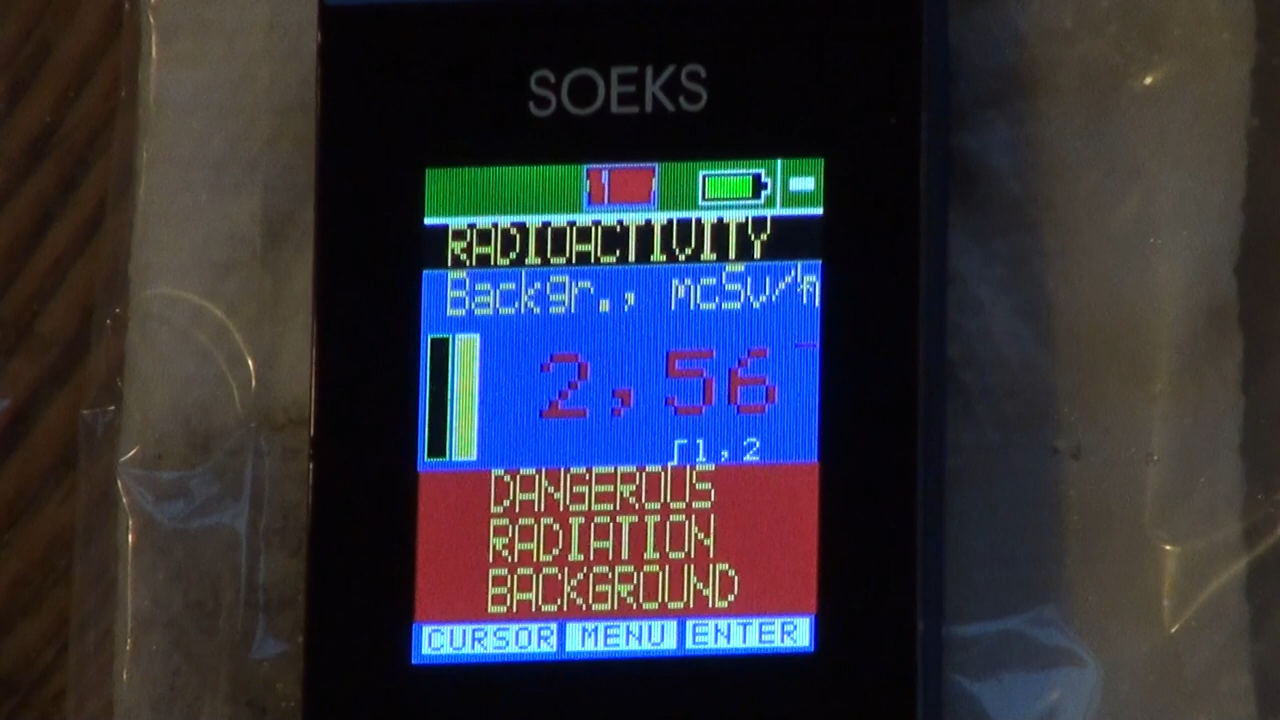 SOEKS
RADIOACTIVITY
Backgr., mcSv/h
2,56
1,2
DANGEROUS
RADIATION
BACKGROUND
CURSOR MENU ENTER